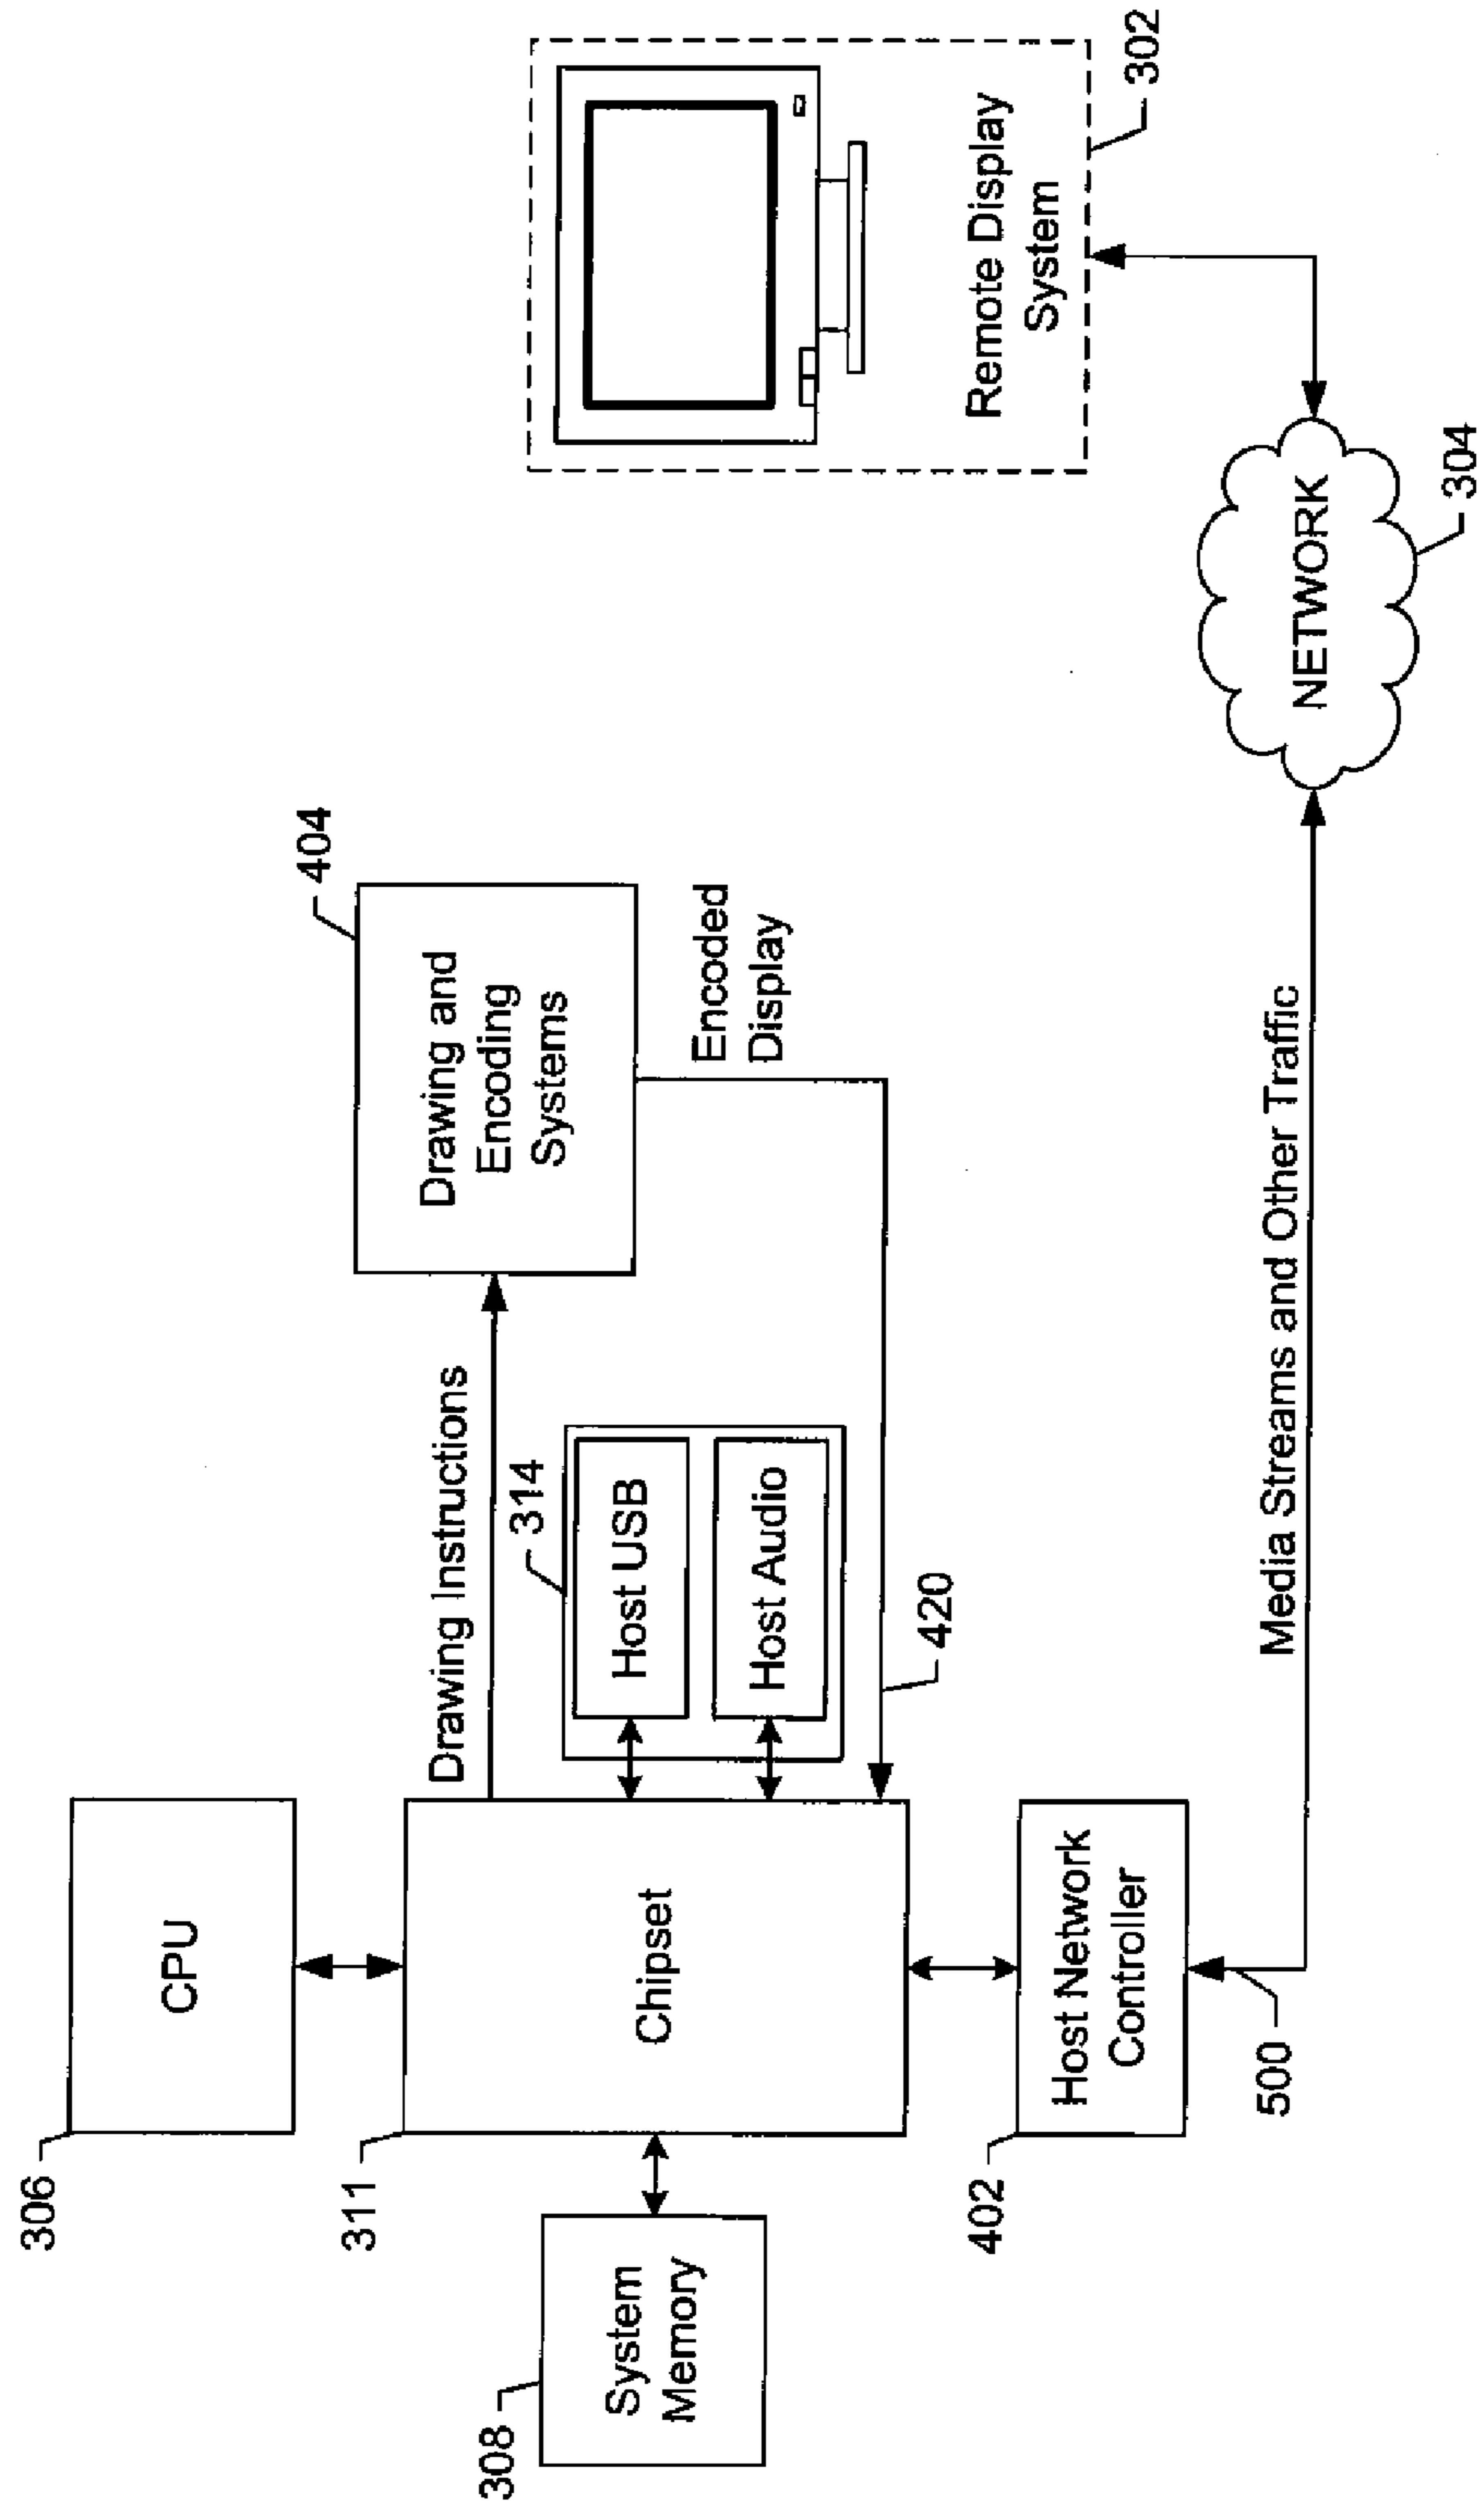 306
CPU
404
311
Drawing Instructions
Drawing and
Encoding
Systems
308
System
Memory
Chipset
314
Host USB
Host Audio
Encoded
Display
420
Remote Display
System
302
402
Host Network
Controller
500
Media Streams and Other Traffic
NETWORK
304